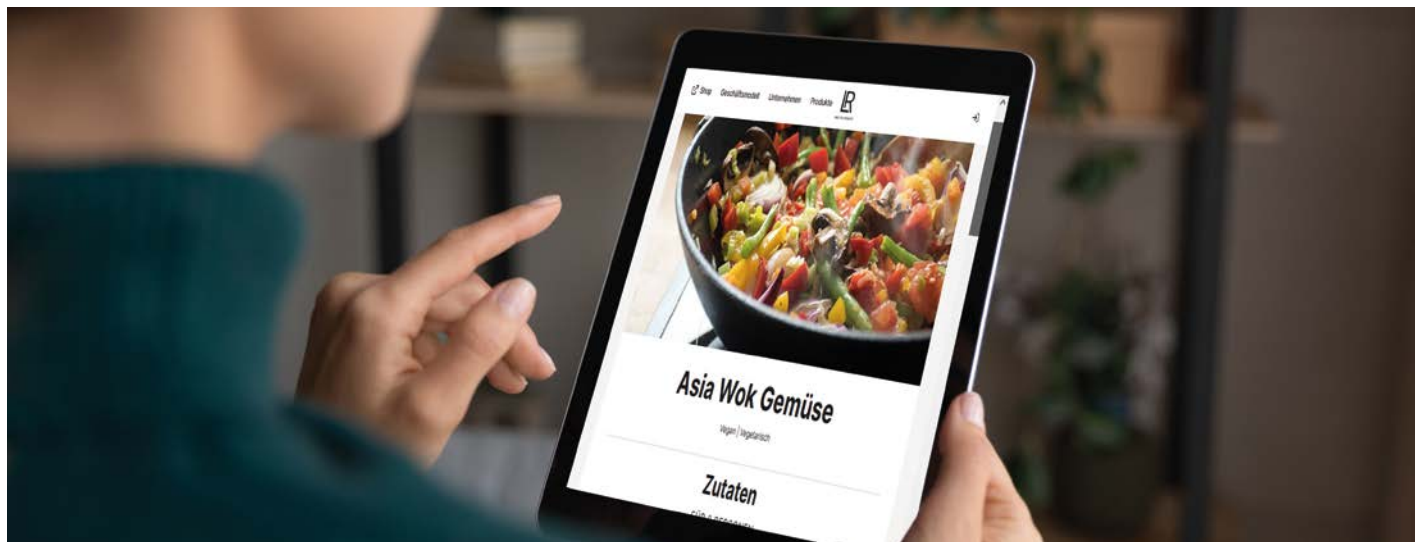 Shop Geschäftsmodell Unternehmen Produkte LR
Asia Wok Gemüse
Vegan | Vegetarisch
Zutaten